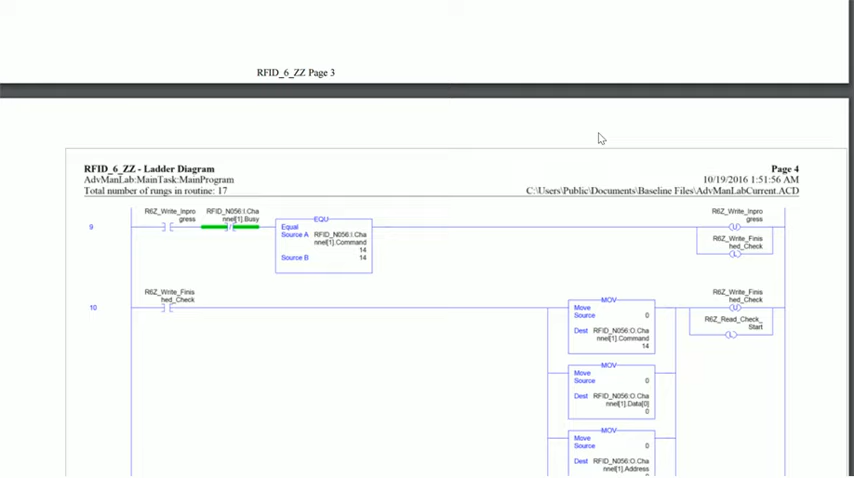 RFID_6_ZZ Page 3
RFID_6_ZZ - Ladder Diagram
Page 4
AdvManLab:MainTask:MainProgram
10/19/2016 1:51:56 AM
Total number of rungs in routine: 17
C:\Users\Public\Documents\Baseline Files\AdvManLabCurrent.ACD
R6Z_Write_Inpro
gress
RFID_N056:I.Cha
nnel[1].Busy
EQU
R6Z_Write_Inpro
gress
9
Equal
Source A RFID_N056:I.Cha
nnel[1].Command
14
Source B 14
R6Z_Write_Finis
hed_Check
U
L
R6Z_Write_Finis
hed_Check
R6Z_Write_Finis
hed_Check
10
MOV
Move
Source 0
Dest RFID_N056:O.Cha
nnel[1].Command
14
U
R6Z_Read_Check_
Start
L
MOV
Move
Source 0
Dest RFID_N056:O.Cha
nnel[1].Data[0]
0
MOV
Move
Source 0
Dest RFID_N056:O.Cha
nnel[1].Address